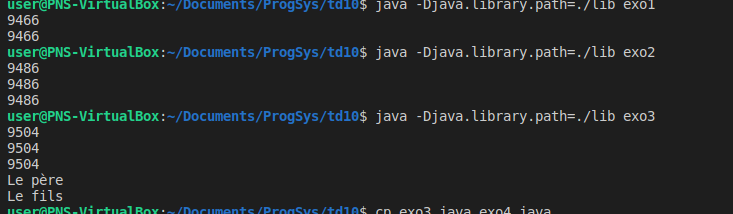 user@PNS-VirtualBox:~/Documents/ProgSys/td10$ java -Djava.library.path=./lib exo1
9466
9466
user@PNS-VirtualBox:~/Documents/ProgSys/td10$ java -Djava.library.path=./lib exo2
9486
9486
9486
user@PNS-VirtualBox:~/Documents/ProgSys/td10$ java -Djava.library.path=./lib exo3
9504
9504
9504
Le père
Le fils
user@PNS-VirtualBox:~/Documents/ProgSys/td10$ cp exo3.java exo4.java